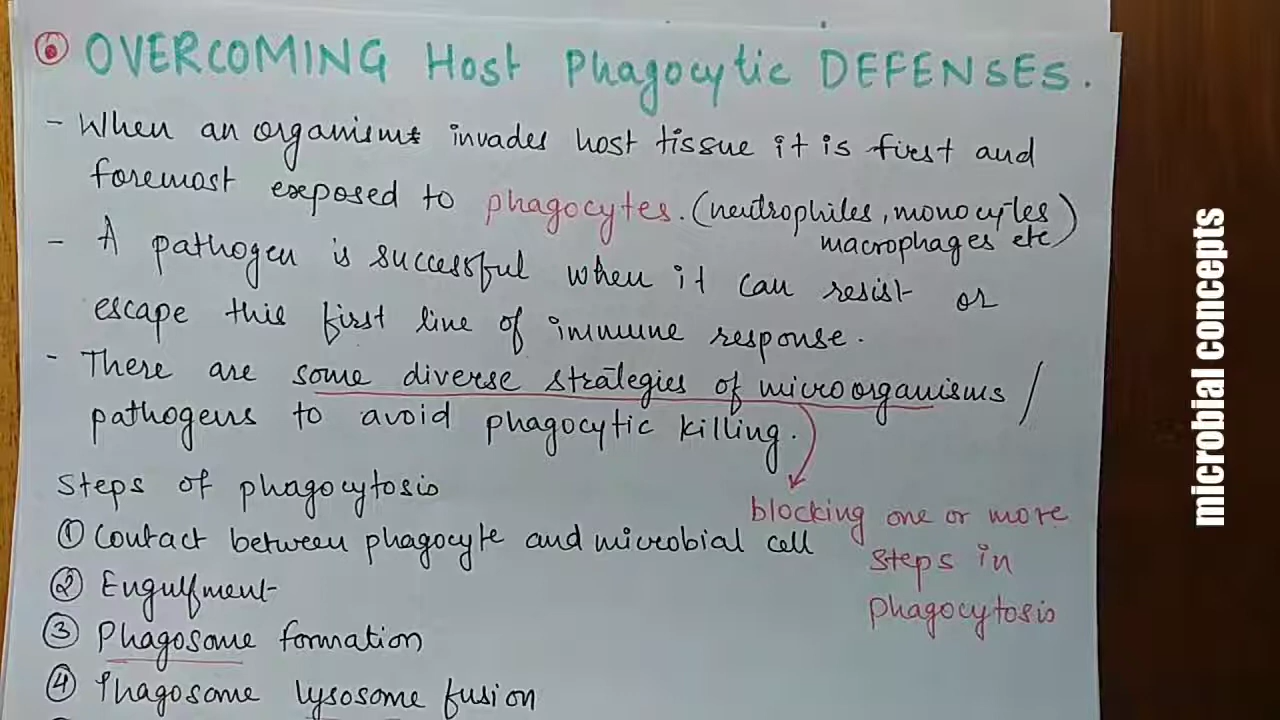 ⑥ OVERCOMING Host Phagocytic DEFENSES.
- When an organisms invades host tissue it is first and
foremost exposed to phagocytes. (neutrophiles, monocytes
macrophages etc)
- A pathogen is successful when it can resist or
escape this first line of immune response.
- There are some diverse strategies of microorganisms /
pathogens to avoid phagocytic killing.
blocking one or more
steps in
phagocytosis
Steps of phagocytosis
① Contact between phagocyte and microbial cell
② Engulfment
③ Phagosome formation
④ Phagosome lysosome fusion
microbial concepts